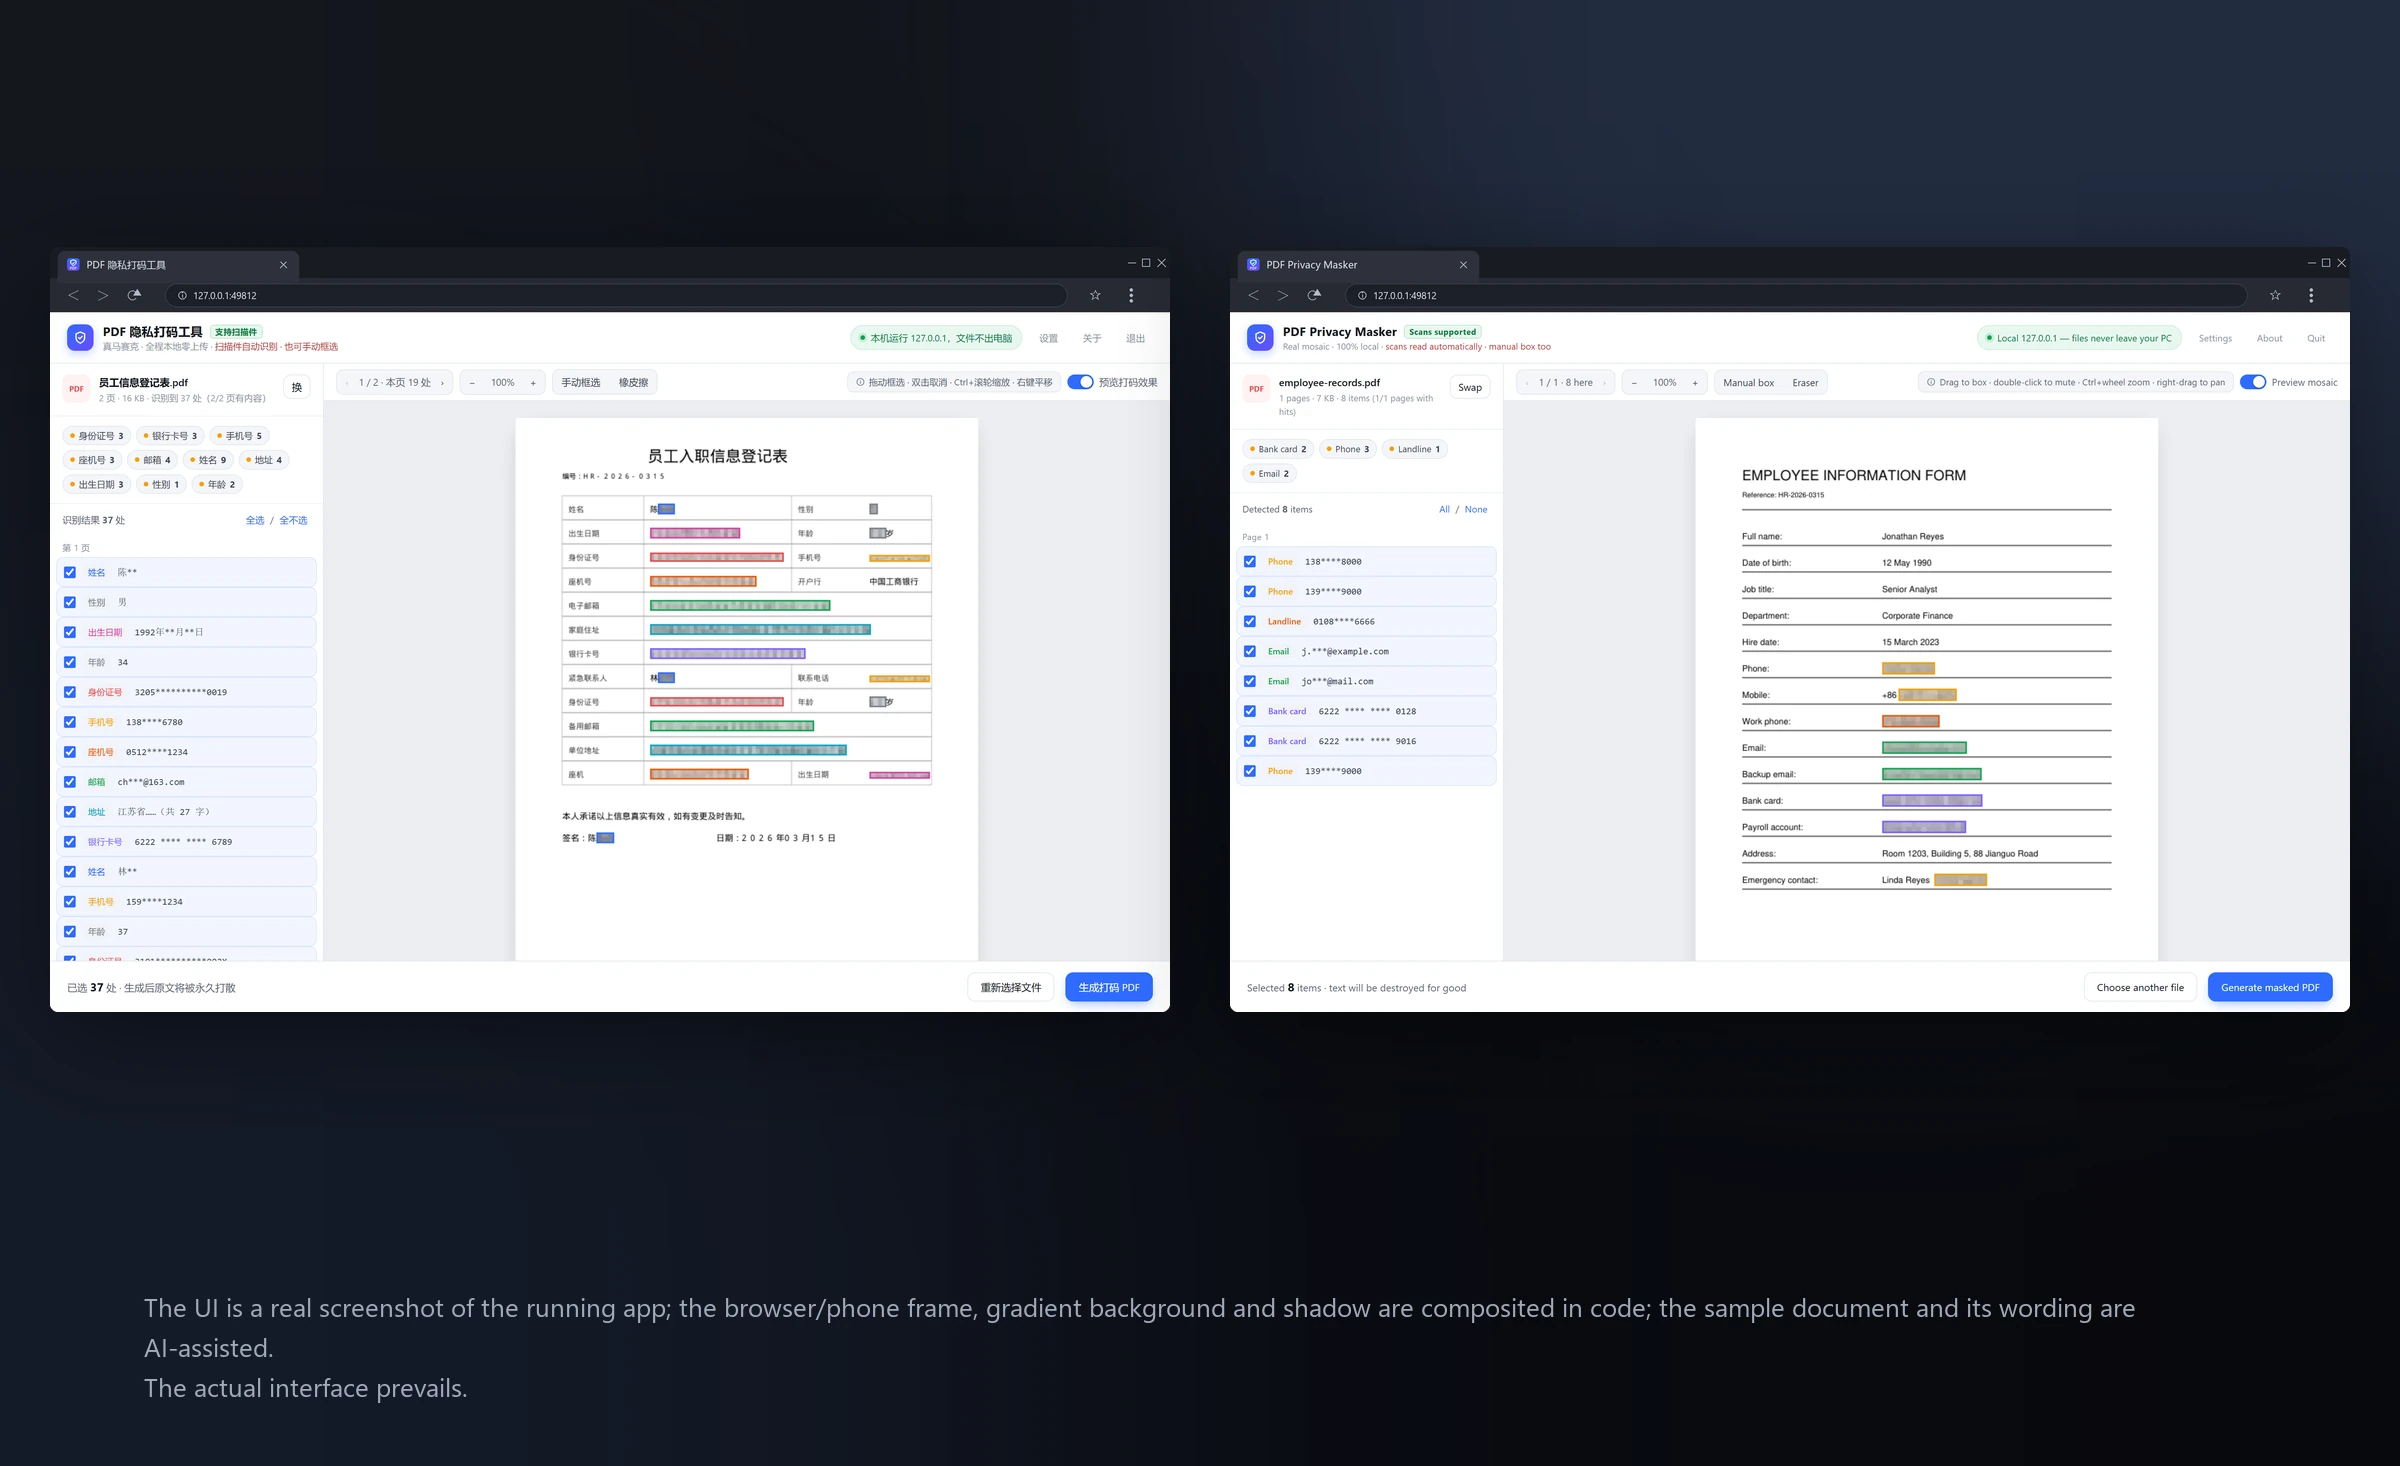 PDF 隐私打码工具
127.0.0.1:49812
PDF 隐私打码工具 支持扫描件
真马赛克 · 全程本地零上传 · 扫描件自动识别 · 也可手动框选
本机运行 127.0.0.1，文件不出电脑 设置 关于 退出
PDF 员工信息登记表.pdf 换
2 页 · 16 KB · 识别到 37 处（2/2 页有内容）
1 / 2 · 本页 19 处 100% 手动框选 橡皮擦 拖动框选 · 双击取消 · Ctrl+滚轮缩放 · 右键平移 预览打码效果
身份证号 3 银行卡号 3 手机号 5
座机号 3 邮箱 4 姓名 9 地址 4
出生日期 3 性别 1 年龄 2
识别结果 37 处 全选 / 全不选
第 1 页
姓名 陈**
性别 男
出生日期 1992年**月**日
年龄 34
身份证号 3205**********0019
手机号 138****6780
座机号 0512****1234
邮箱 ch***@163.com
地址 江苏省……（共 27 字）
银行卡号 6222 **** **** 6789
姓名 林**
手机号 159****1234
年龄 37
员工入职信息登记表
编号：HR-2026-0315
姓名 陈 性别
出生日期 年龄 岁
身份证号 手机号
座机号 开户行 中国工商银行
电子邮箱
家庭住址
银行卡号
紧急联系人 林 联系电话
身份证号 年龄 岁
备用邮箱
单位地址
座机 出生日期
本人承诺以上信息真实有效，如有变更及时告知。
签名：陈 日期：2026年03月15日
已选 37 处 · 生成后原文将被永久打散 重新选择文件 生成打码 PDF
PDF Privacy Masker
127.0.0.1:49812
PDF Privacy Masker Scans supported
Real mosaic · 100% local · scans read automatically · manual box too
Local 127.0.0.1 — files never leave your PC Settings About Quit
PDF employee-records.pdf Swap
1 pages · 7 KB · 8 items (1/1 pages with
hits)
1 / 1 · 8 here 100% Manual box Eraser Drag to box · double-click to mute · Ctrl+wheel zoom · right-drag to pan Preview mosaic
Bank card 2 Phone 3 Landline 1
Email 2
Detected 8 items All / None
Page 1
Phone 138****8000
Phone 139****9000
Landline 0108****6666
Email j.***@example.com
Email jo***@mail.com
Bank card 6222 **** **** 0128
Bank card 6222 **** **** 9016
Phone 139****9000
EMPLOYEE INFORMATION FORM
Reference: HR-2026-0315
Full name: Jonathan Reyes
Date of birth: 12 May 1990
Job title: Senior Analyst
Department: Corporate Finance
Hire date: 15 March 2023
Phone:
Mobile: +86
Work phone:
Email:
Backup email:
Bank card:
Payroll account:
Address: Room 1203, Building 5, 88 Jianguo Road
Emergency contact: Linda Reyes
Selected 8 items · text will be destroyed for good Choose another file Generate masked PDF
The UI is a real screenshot of the running app; the browser/phone frame, gradient background and shadow are composited in code; the sample document and its wording are
AI-assisted.
The actual interface prevails.